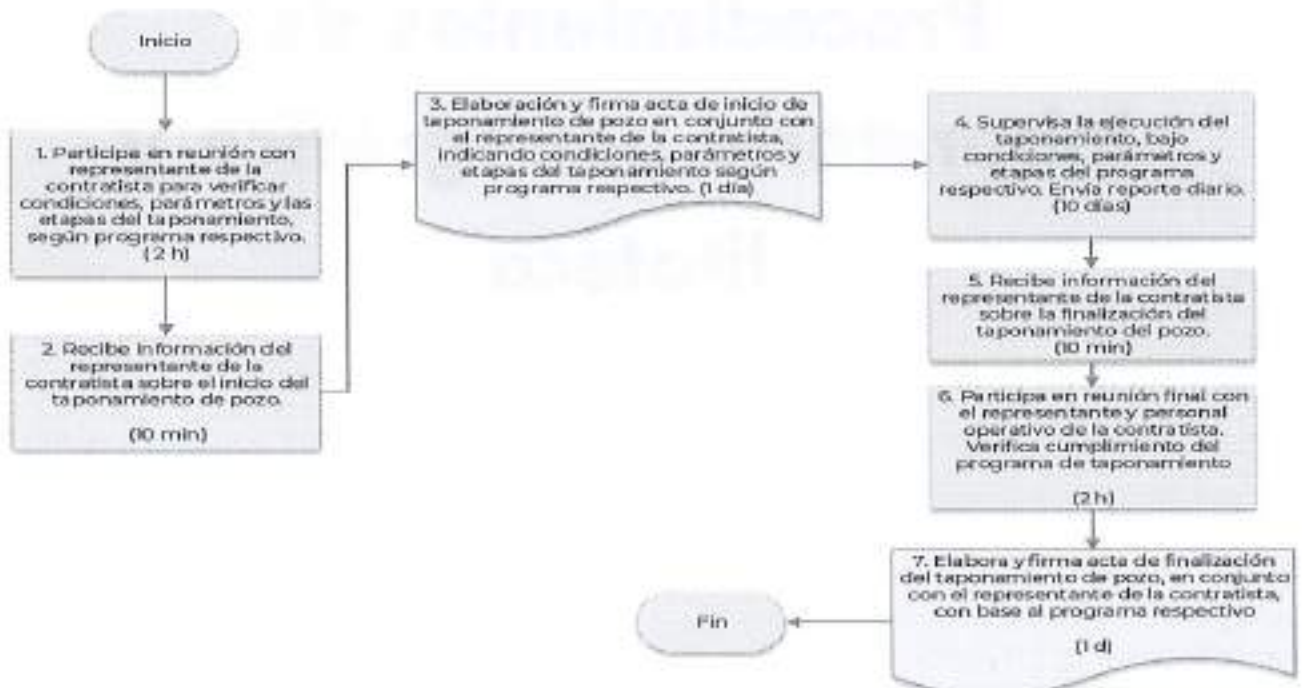 Inicio
1. Participa en reunión con
representante de la
contratista para verificar
condiciones, parámetros y las
etapas del taponamiento,
según programa respectivo.
(2 h)
2. Recibe información del
representante de la
contratista sobre el inicio del
taponamiento de pozo.
(10 min)
3. Elaboración y firma acta de inicio de
taponamiento de pozo en conjunto con
el representante de la contratista,
indicando condiciones, parámetros y
etapas del taponamiento según
programa respectivo. (1 día)
4. Supervisa la ejecución del
taponamiento, bajo
condiciones, parámetros y
etapas del programa
respectivo. Envía reporte diario.
(10 días)
5. Recibe información del
representante de la contratista
sobre la finalización del
taponamiento del pozo.
(10 min)
6. Participa en reunión final con
el representante y personal
operativo de la contratista.
Verifica cumplimiento del
programa de taponamiento
(2 h)
7. Elabora y firma acta de finalización
del taponamiento de pozo, en conjunto
con el representante de la contratista,
con base al programa respectivo
(1 d)
Fin